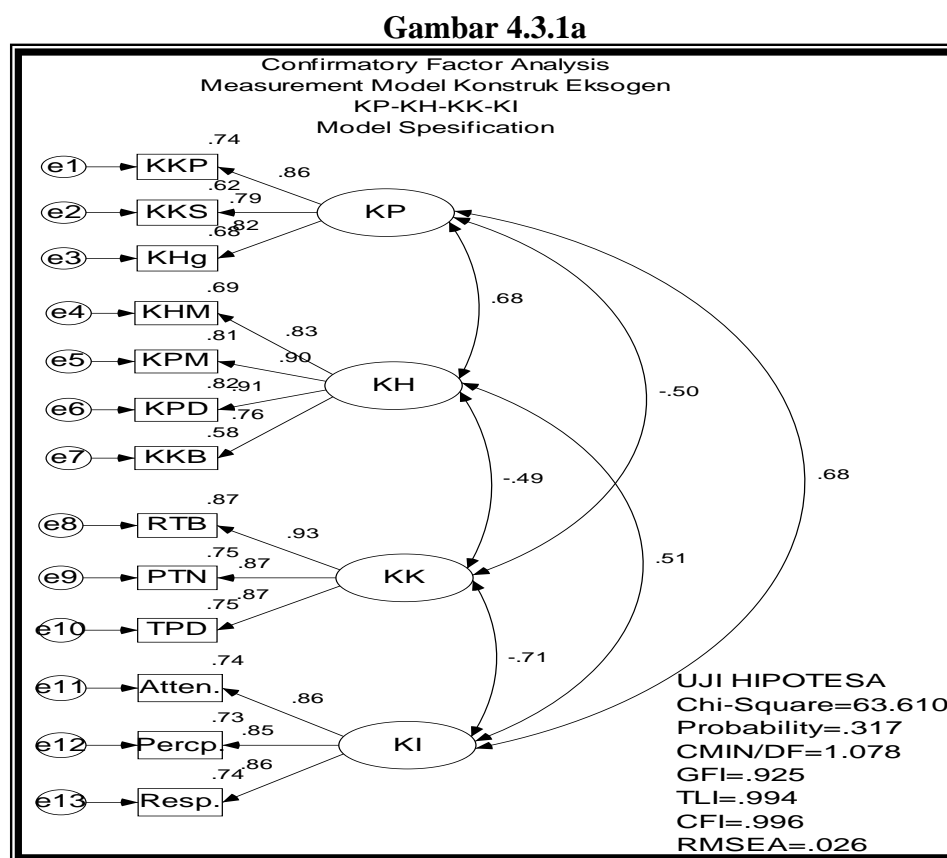 Gambar 4.3.1a
Confirmatory Factor Analysis
Measurement Model Konstruk Eksogen
KP-KH-KK-KI
Model Spesification
.74
e1 KKP .86
.62
e2 KKS .79 KP
.68 .82
e3 KHg
.69 .68
e4 KHM .83
.81
e5 KPM .90 KH
.82 .91 -.50
e6 KPD .76
.58
e7 KKB
-.49 .68
.87
e8 RTB .93
.75 .51
e9 PTN .87 KK
.75 .87
e10 TPD
.74 -.71
e11 Atten. .86
.73
e12 Percp. .85 KI
.74 .86
e13 Resp.
UJI HIPOTESA
Chi-Square=63.610
Probability=.317
CMIN/DF=1.078
GFI=.925
TLI=.994
CFI=.996
RMSEA=.026